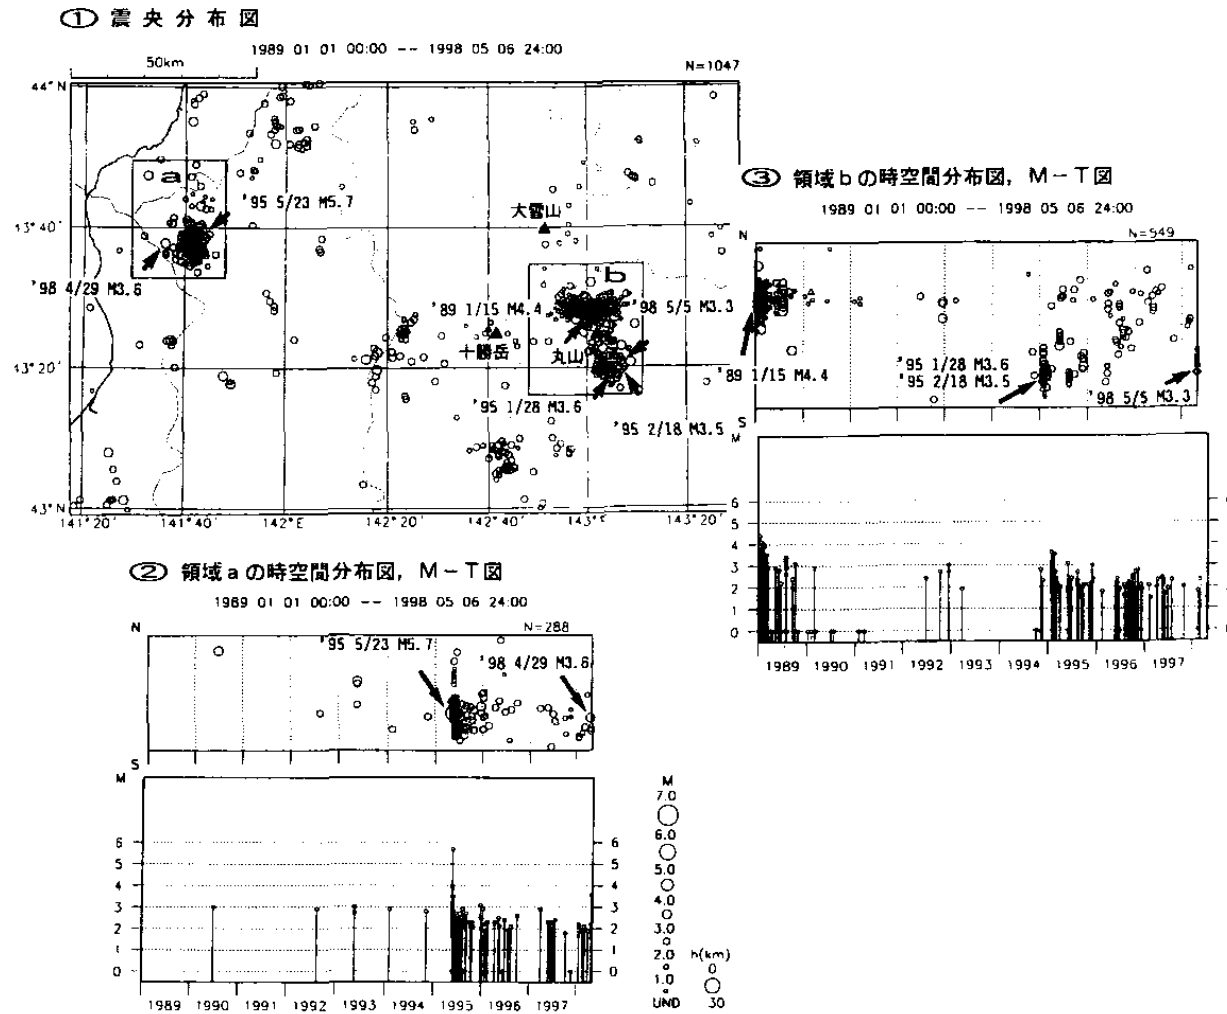 ① 震央分布図
1989 01 01 00:00 -- 1998 05 06 24:00
50km
N=1047
44°N
a
'95 5/23 M5.7
大雪山
13°40'
'98 4/29 M3.6
b
'89 1/15 M4.4
'98 5/5 M3.3
十勝岳
丸山
13°20'
'95 1/28 M3.6
'95 2/18 M3.5
43°N
141°20'
141°40'
142°E
142°20'
142°40'
143°E
143°20'
③ 領域bの時空間分布図，M－T図
1989 01 01 00:00 -- 1998 05 06 24:00
N
N=549
'89 1/15 M4.4
'95 1/28 M3.6
'95 2/18 M3.5
'98 5/5 M3.3
S
M
6
5
4
3
2
1
0
1989 1990 1991 1992 1993 1994 1995 1996 1997
② 領域aの時空間分布図，M－T図
1989 01 01 00:00 -- 1998 05 06 24:00
N
N=288
'95 5/23 M5.7
'98 4/29 M3.6
S
M
6 6
5 5
4 4
3 3
2 2
1 1
0 0
1989 1990 1991 1992 1993 1994 1995 1996 1997
M
7.0
6.0
5.0
4.0
3.0
2.0 h(km)
1.0 0
UND 30